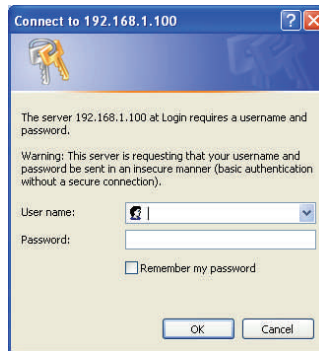 Connect to 192.168.1.100
The server 192.168.1.100 at Login requires a username and
password.
Warning: This server is requesting that your username and
password be sent in an insecure manner (basic authentication
without a secure connection).
User name:
Password:
Remember my password
OK
Cancel